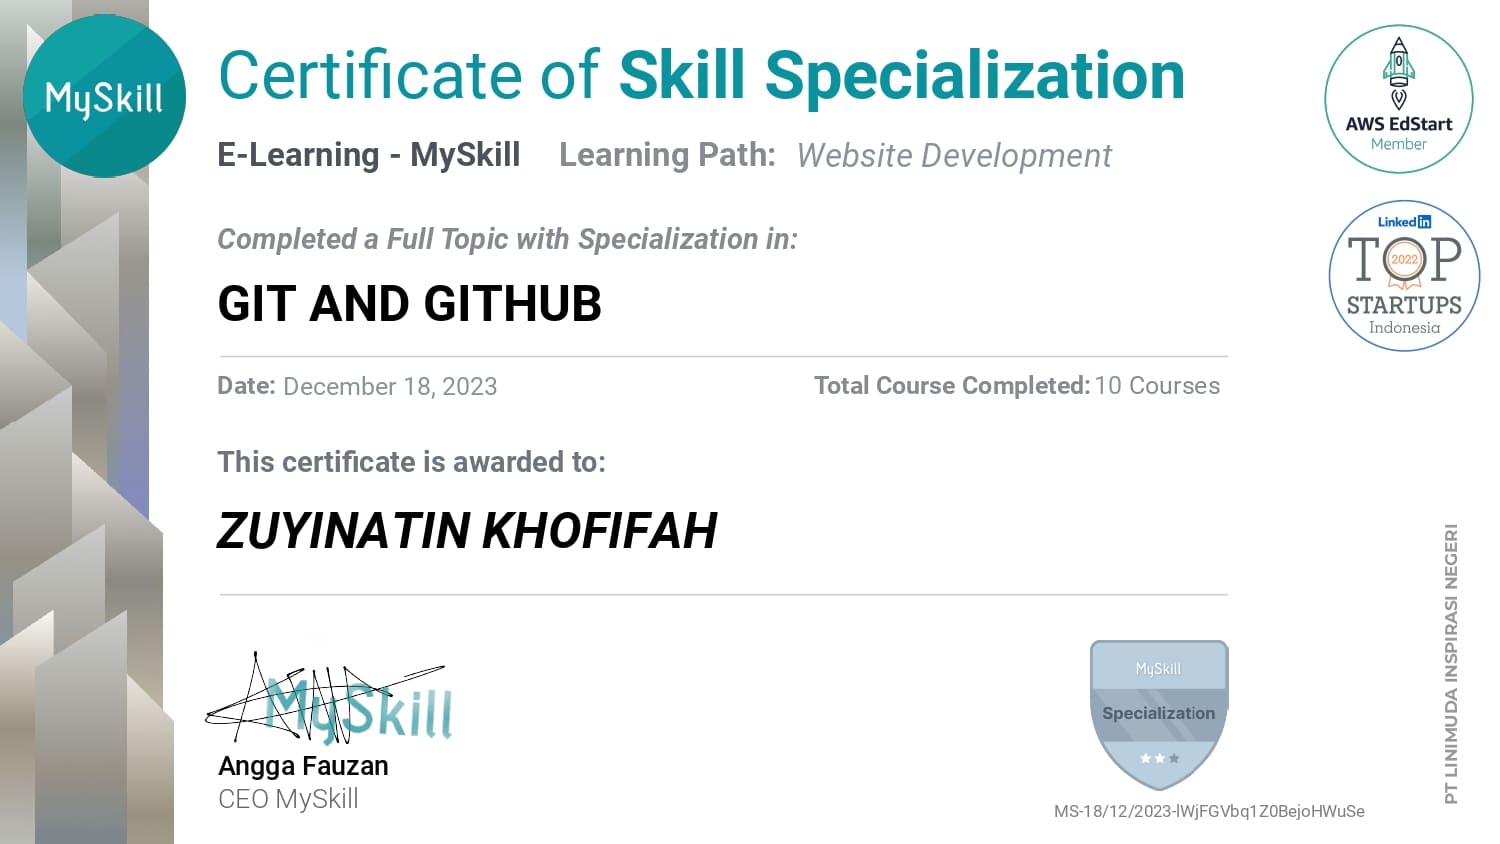 MySkill
Certificate of Skill Specialization
E-Learning - MySkill Learning Path: Website Development
AWS EdStart
Member
Linked in
TOP
2022
STARTUPS
Indonesia
Completed a Full Topic with Specialization in:
GIT AND GITHUB
Date: December 18, 2023 Total Course Completed: 10 Courses
This certificate is awarded to:
ZUYINATIN KHOFIFAH
MySkill
Angga Fauzan
CEO MySkill
MySkill
Specialization
MS-18/12/2023-lWjFGVbq1Z0BejoHWuSe
PT LINIMUDA INSPIRASI NEGERI